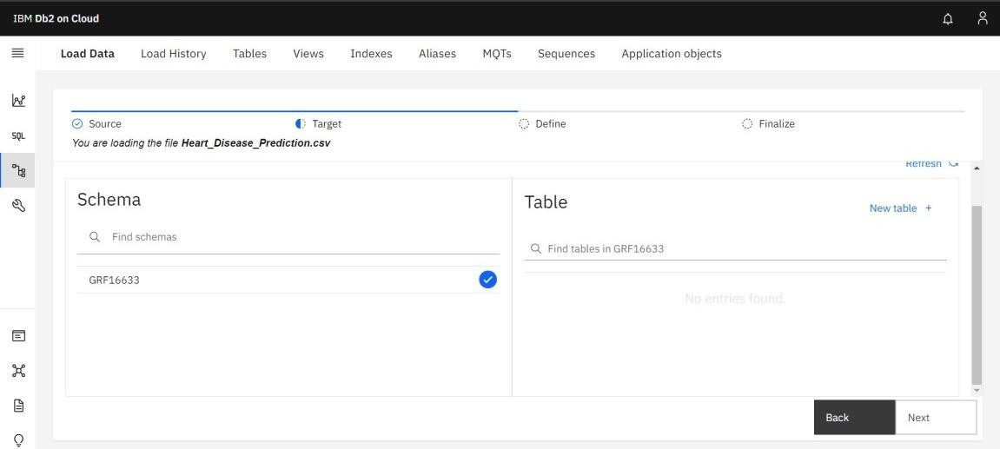 IBM Db2 on Cloud
Load Data Load History Tables Views Indexes Aliases MQTs Sequences Application objects
Source Target Define Finalize
You are loading the file Heart_Disease_Prediction.csv
Refresh
SQL
Schema
Find schemas
GRF16633
Table
New table +
Find tables in GRF16633
No entries found.
Back Next